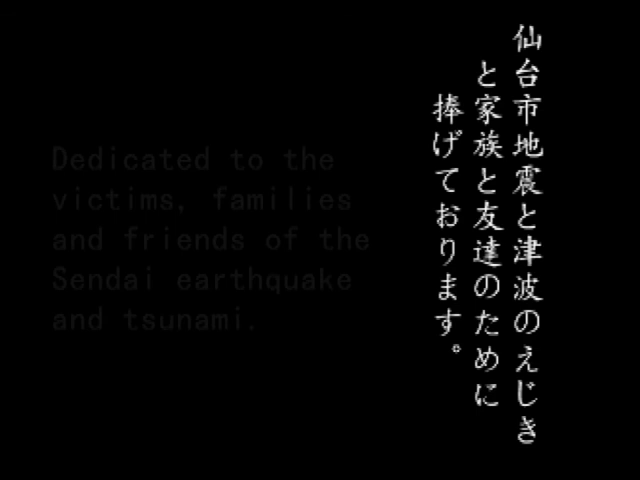 仙台市地震と津波のえじき
と家族と友達のために
捧げております。
Dedicated to the
victims, families
and friends of the
Sendai earthquake
and tsunami.